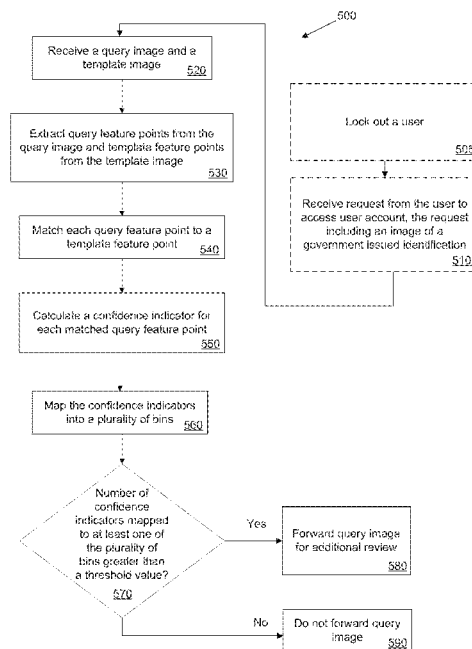 500
Receive a query image and a
template image
520
Lock out a user
505
Extract query feature points from the
query image and template feature points
from the template image
530
Receive request from the user to
access user account, the request
including an image of a
government issued identification
510
Match each query feature point to a
template feature point
540
Calculate a confidence indicator for
each matched query feature point
550
Map the confidence indicators
into a plurality of bins
560
Number of
confidence
indicators mapped
to at least one of
the plurality of
bins greater than
a threshold value?
570
Yes
Forward query image
for additional review
580
No
Do not forward query
image
590